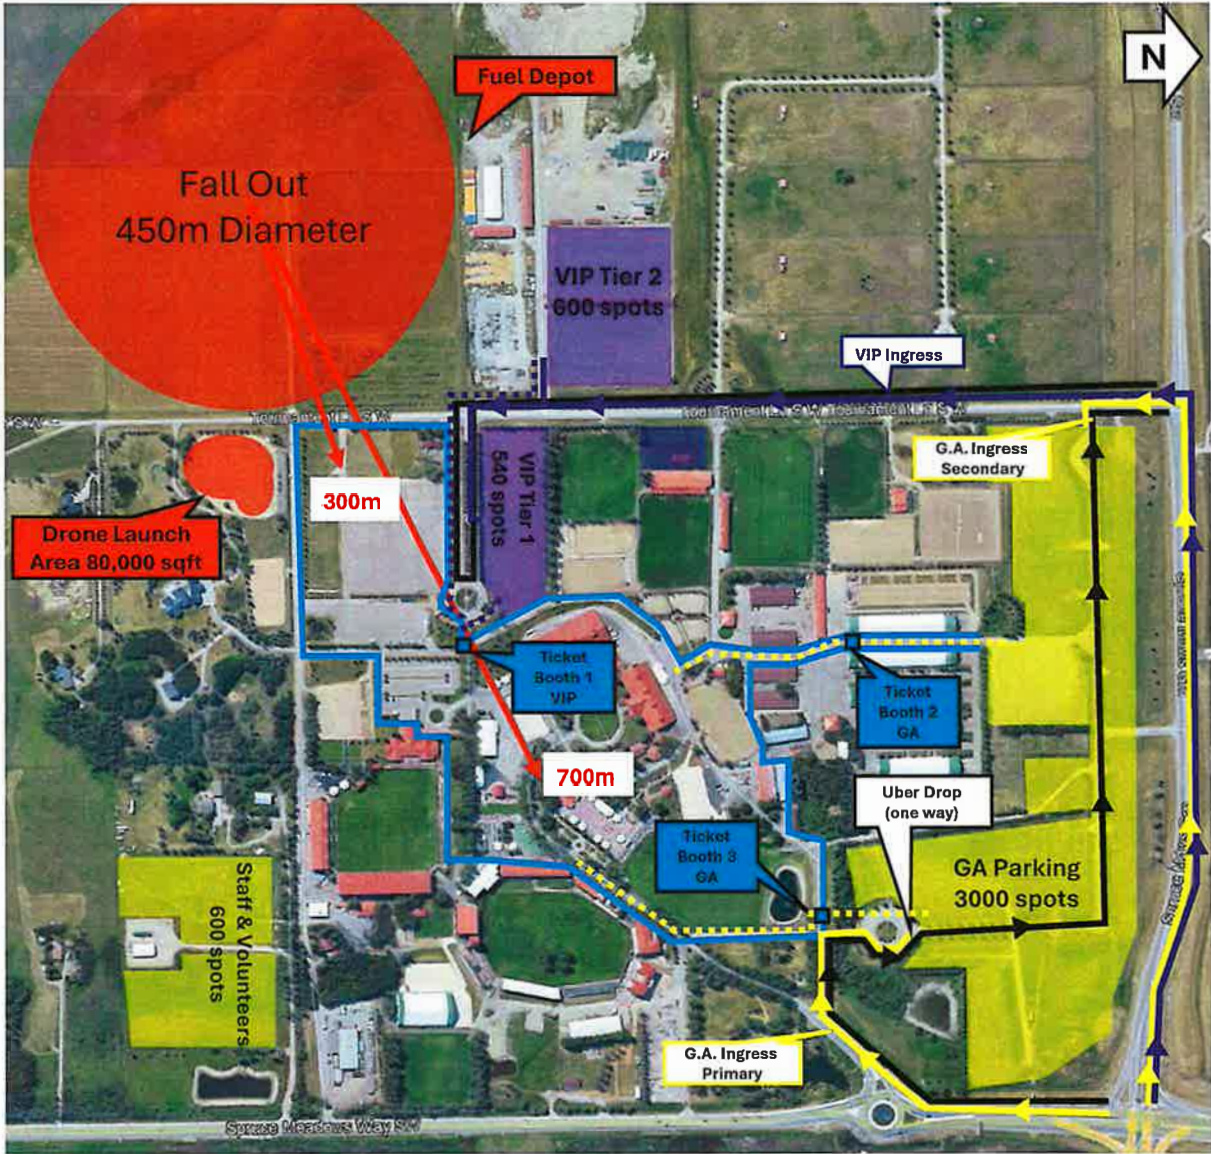 N
Fuel Depot
Fall Out
450m Diameter
VIP Tier 2
600 spots
VIP Ingress
G.A. Ingress
Secondary
VIP Tier 1
540 spots
300m
Drone Launch
Area 80,000 sqft
Ticket
Booth 1
VIP
Ticket
Booth 2
GA
700m
Uber Drop
(one way)
Ticket
Booth 3
GA
GA Parking
3000 spots
Staff & Volunteers
600 spots
G.A. Ingress
Primary
Spruce Meadows Way SW